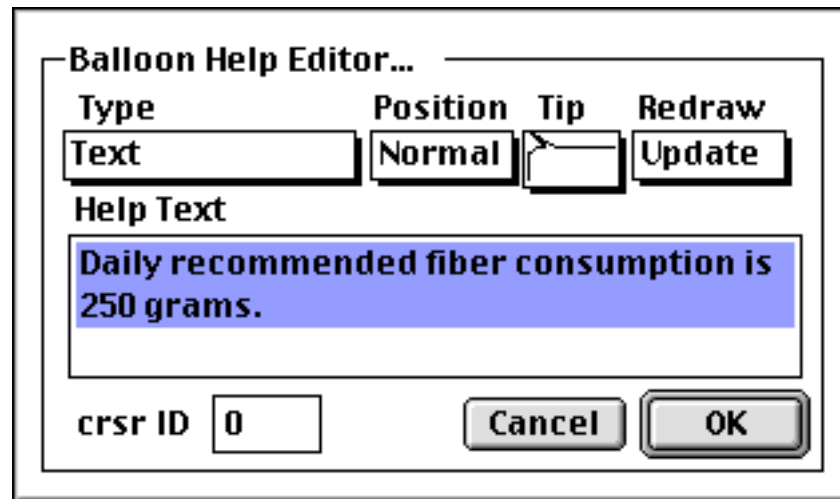 Balloon Help Editor...
Type Position Tip Redraw
Text Normal Update
Help Text
Daily recommended fiber consumption is
250 grams.
crsr ID 0 Cancel OK